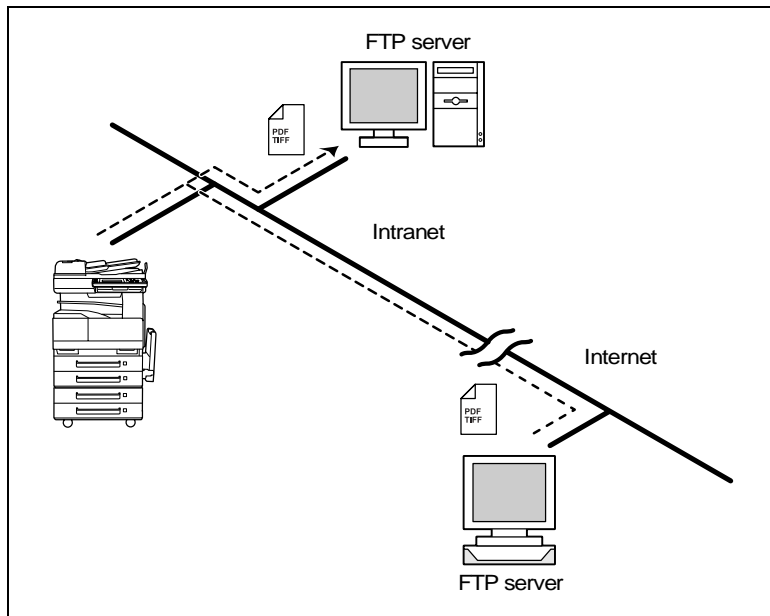 FTP server
PDF
TIFF
Intranet
Internet
PDF
TIFF
FTP server